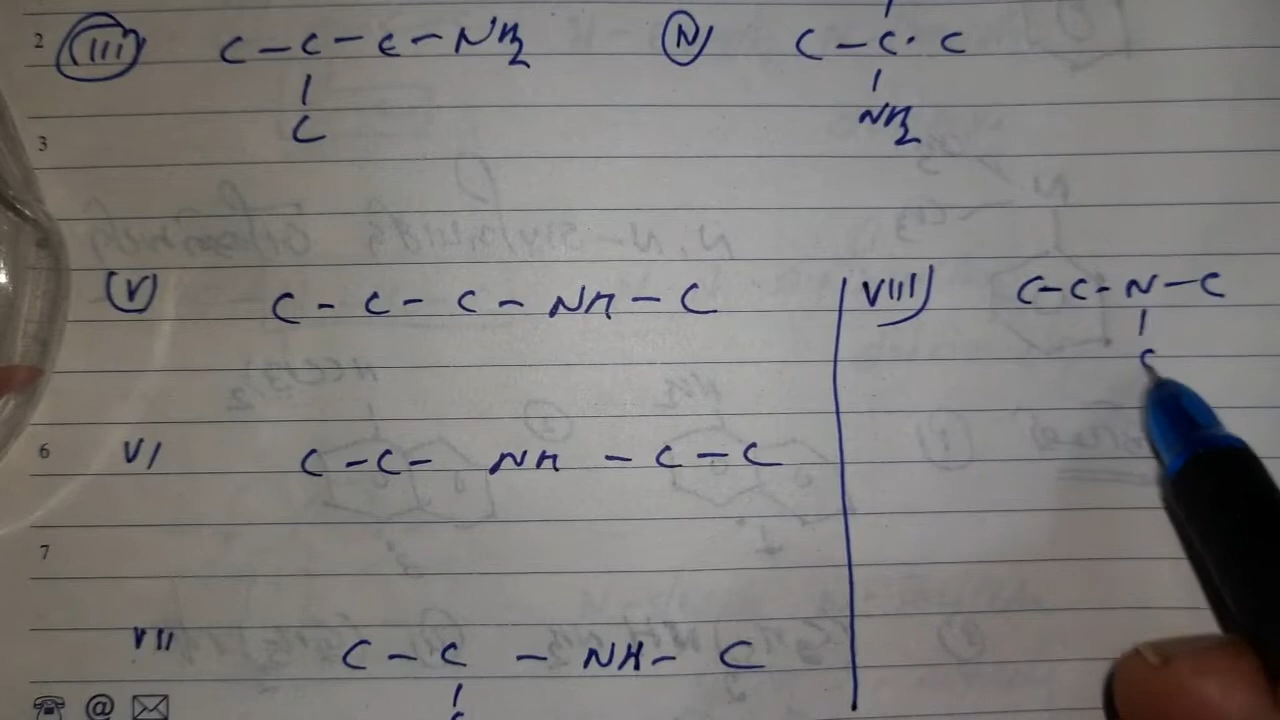 2 (III) C - C - C - NH2 (IV) C - C - C
| |
C NH2
3
(V) C - C - C - NH - C VIII) C - C - N - C
|
C
6 VI C - C - NH - C - C
7
VII C - C - NH - C
|
C
@